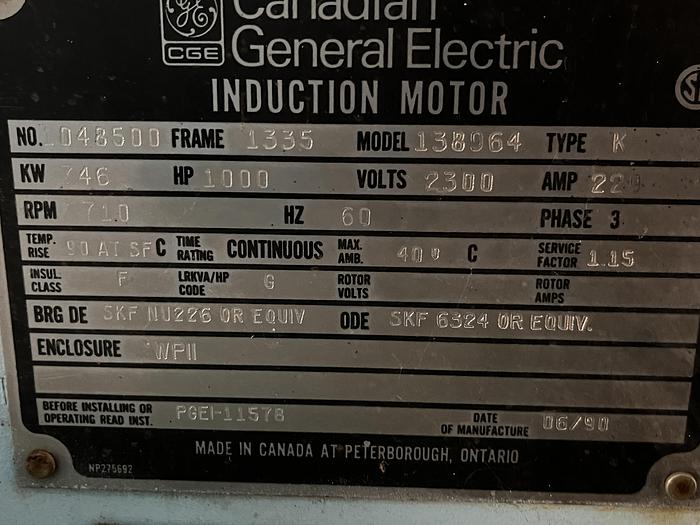 Canadian
CGE
General Electric
INDUCTION MOTOR
NO. 1048500 FRAME 1335 MODEL 138964 TYPE K
KW 746 HP 1000 VOLTS 2300 AMP 220
RPM 710 HZ 60 PHASE 3
TEMP. RISE 90 AT SF C TIME RATING CONTINUOUS MAX. AMB. 40 C SERVICE FACTOR 1.15
INSUL. CLASS F LRKVA/HP CODE G ROTOR VOLTS ROTOR AMPS
BRG DE SKF NU226 OR EQUIV ODE SKF 6324 OR EQUIV.
ENCLOSURE WPII
BEFORE INSTALLING OR OPERATING READ INST. PGEI-11578 DATE OF MANUFACTURE 06/90
MADE IN CANADA AT PETERBOROUGH, ONTARIO
NP275692